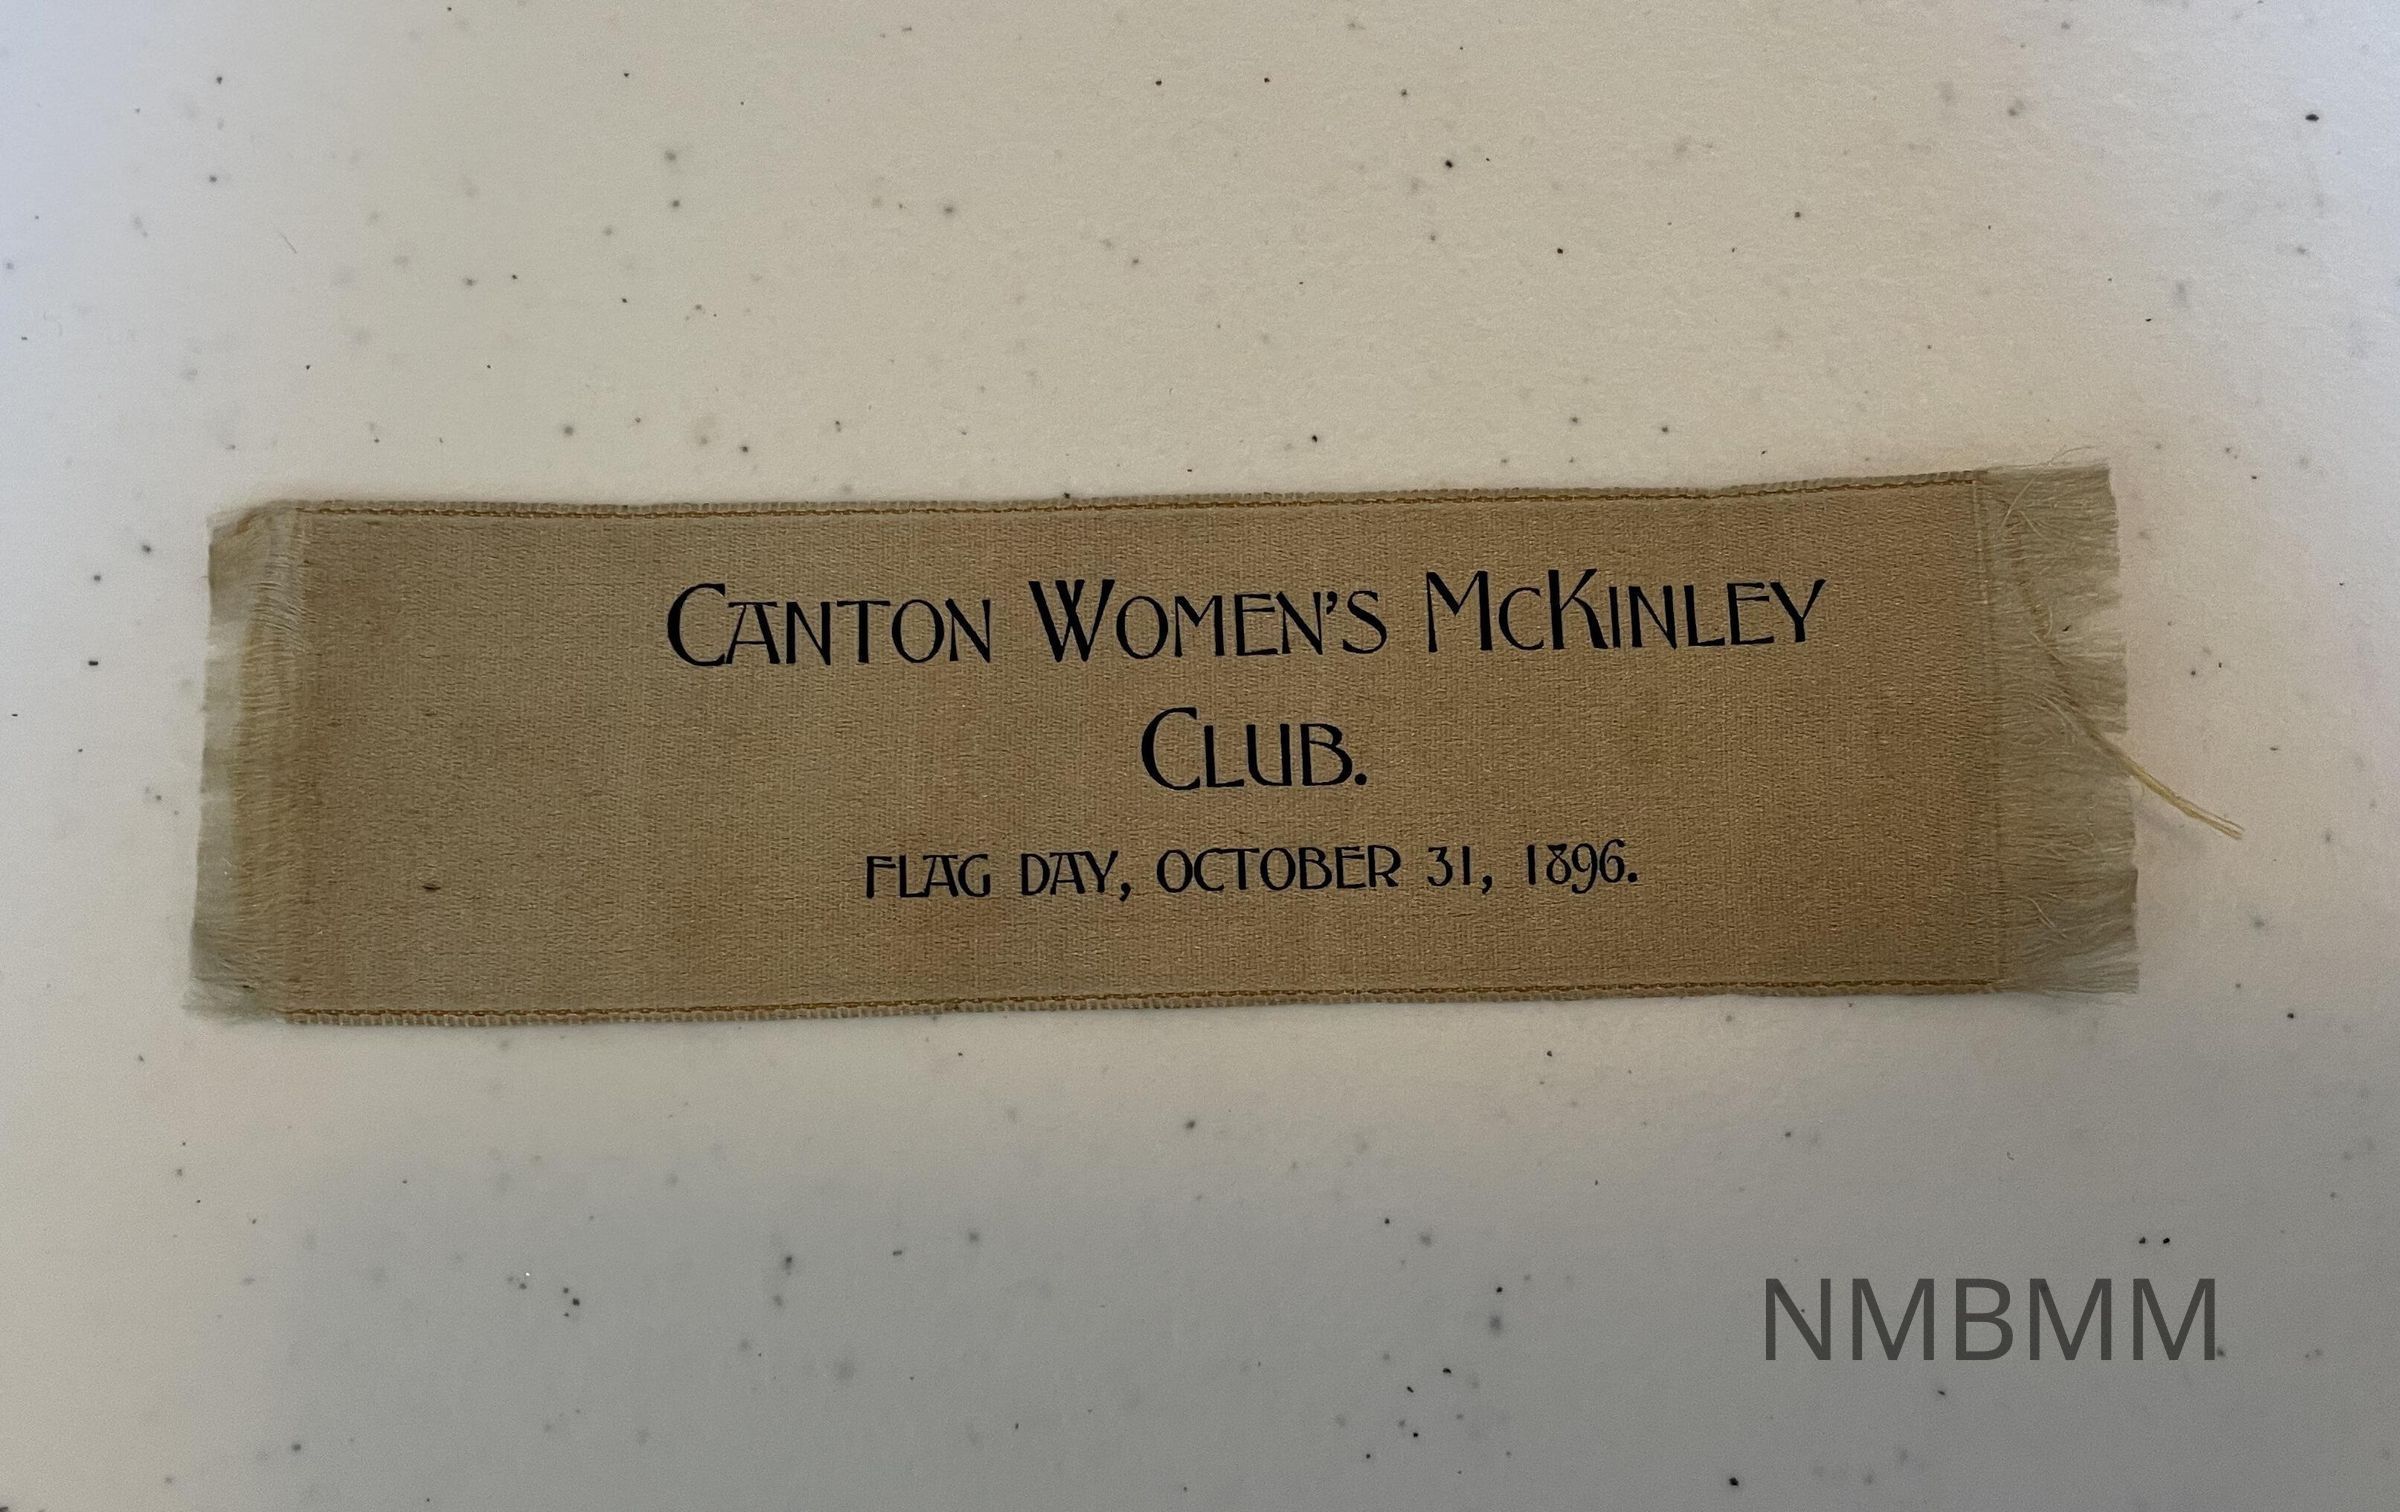 CANTON WOMEN'S MCKINLEY
CLUB.
FLAG DAY, OCTOBER 31, 1896.
NMBMM